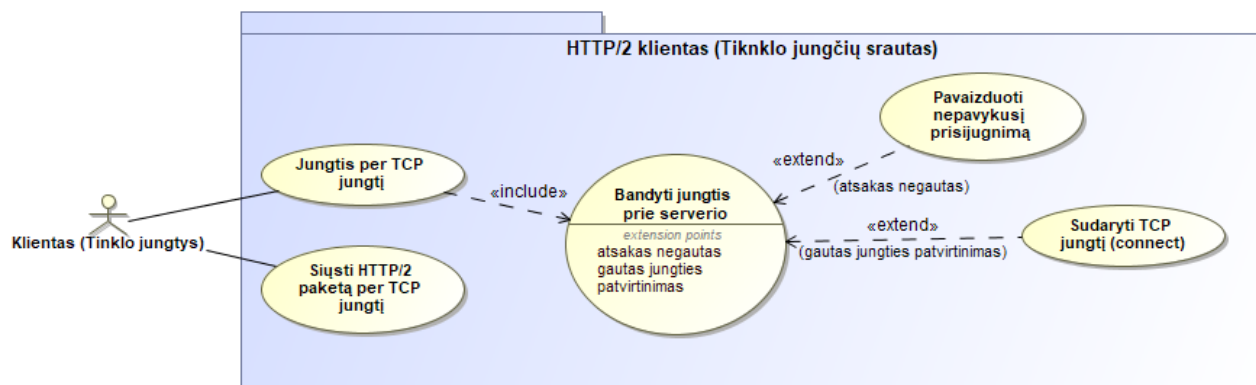 HTTP/2 klientas (Tiknklo jungčių srautas)
Pavaizduoti
nepavykusį
prisijugnimą
Jungtis per TCP
jungtį
«extend»
(atsakas negautas)
«include»
Bandyti jungtis
prie serverio
extension points
atsakas negautas
gautas jungties
patvirtinimas
«extend»
(gautas jungties patvirtinimas)
Sudaryti TCP
jungtį (connect)
Klientas (Tinklo jungtys)
Siųsti HTTP/2
paketą per TCP
jungtį